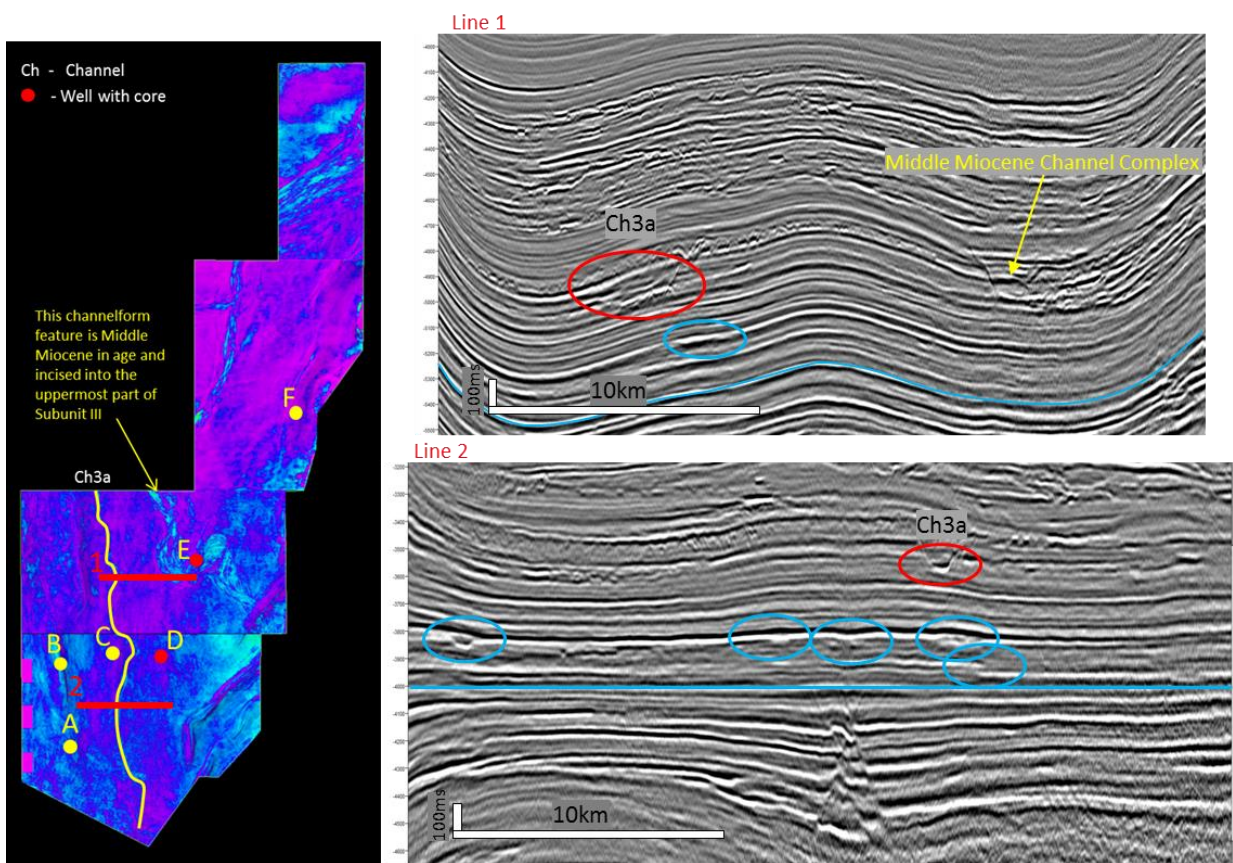 Line 1
Ch - Channel
- Well with core
Middle Miocene Channel Complex
Ch3a
This channelform
feature is Middle
Miocene in age and
incised into the
uppermost part of
Subunit III
10km
100ms
F
Line 2
Ch3a
E
1
Ch3a
B
C
D
2
A
10km
100ms